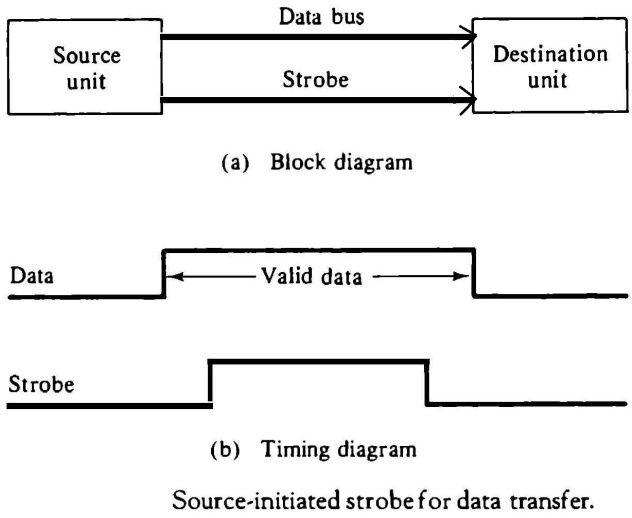 Data bus
Source
unit
Destination
unit
Strobe
(a) Block diagram
Data
Valid data
Strobe
(b) Timing diagram
Source-initiated strobe for data transfer.